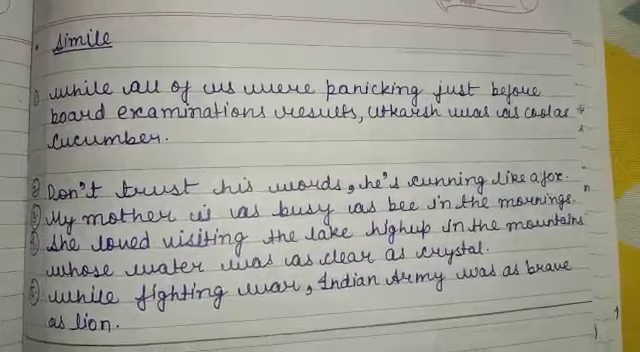 Simile
① While all of us were panicking just before
board examinations results, Utkarsh was as cool as
cucumber.
② Don't trust his words, he's cunning like a fox.
③ My mother is as busy as bee in the mornings.
④ She loved visiting the lake high up in the mountains
whose water was as clear as crystal.
⑤ While fighting war, Indian Army was as brave
as lion.